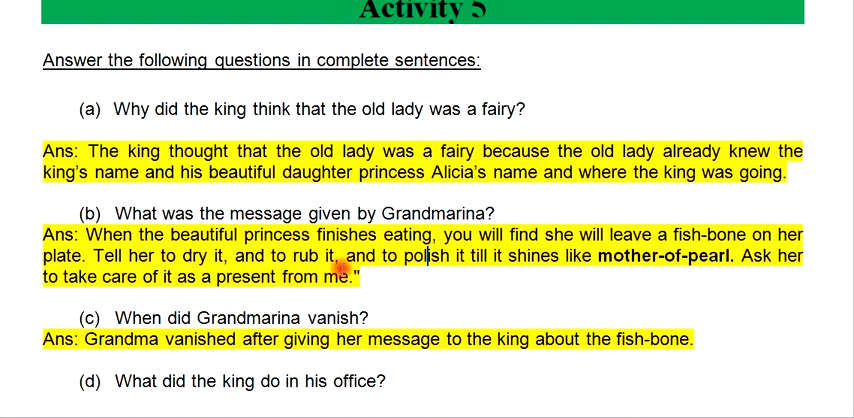 Activity 5
Answer the following questions in complete sentences:
(a) Why did the king think that the old lady was a fairy?
Ans: The king thought that the old lady was a fairy because the old lady already knew the
king's name and his beautiful daughter princess Alicia's name and where the king was going.
(b) What was the message given by Grandmarina?
Ans: When the beautiful princess finishes eating, you will find she will leave a fish-bone on her
plate. Tell her to dry it, and to rub it, and to polish it till it shines like mother-of-pearl. Ask her
to take care of it as a present from me."
(c) When did Grandmarina vanish?
Ans: Grandma vanished after giving her message to the king about the fish-bone.
(d) What did the king do in his office?